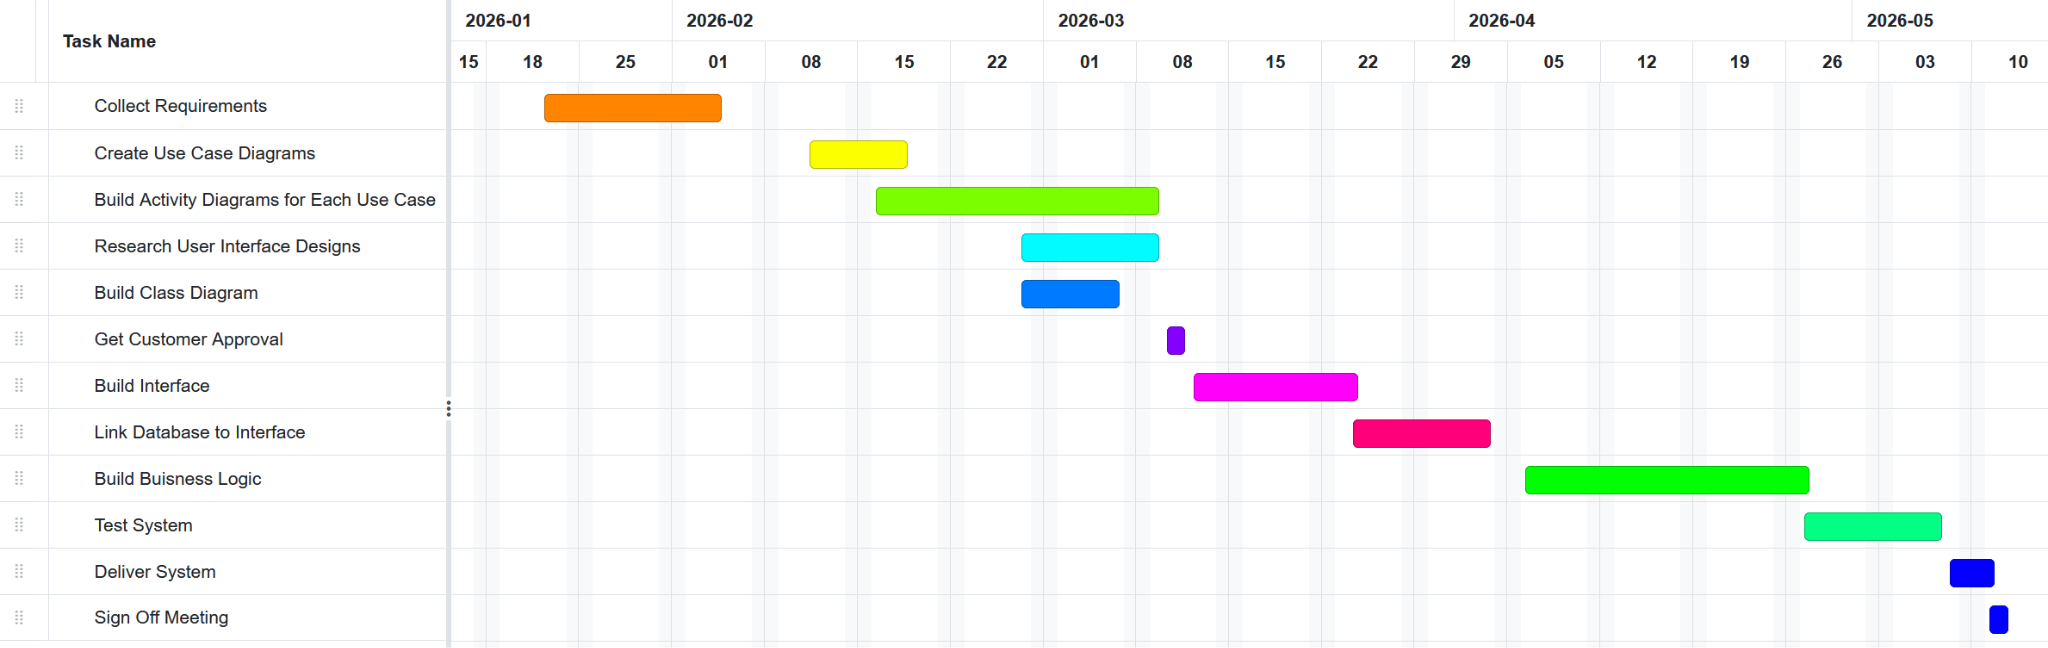 Task Name
2026-01 2026-02 2026-03 2026-04 2026-05
15 18 25 01 08 15 22 01 08 15 22 29 05 12 19 26 03 10
Collect Requirements
Create Use Case Diagrams
Build Activity Diagrams for Each Use Case
Research User Interface Designs
Build Class Diagram
Get Customer Approval
Build Interface
Link Database to Interface
Build Buisness Logic
Test System
Deliver System
Sign Off Meeting